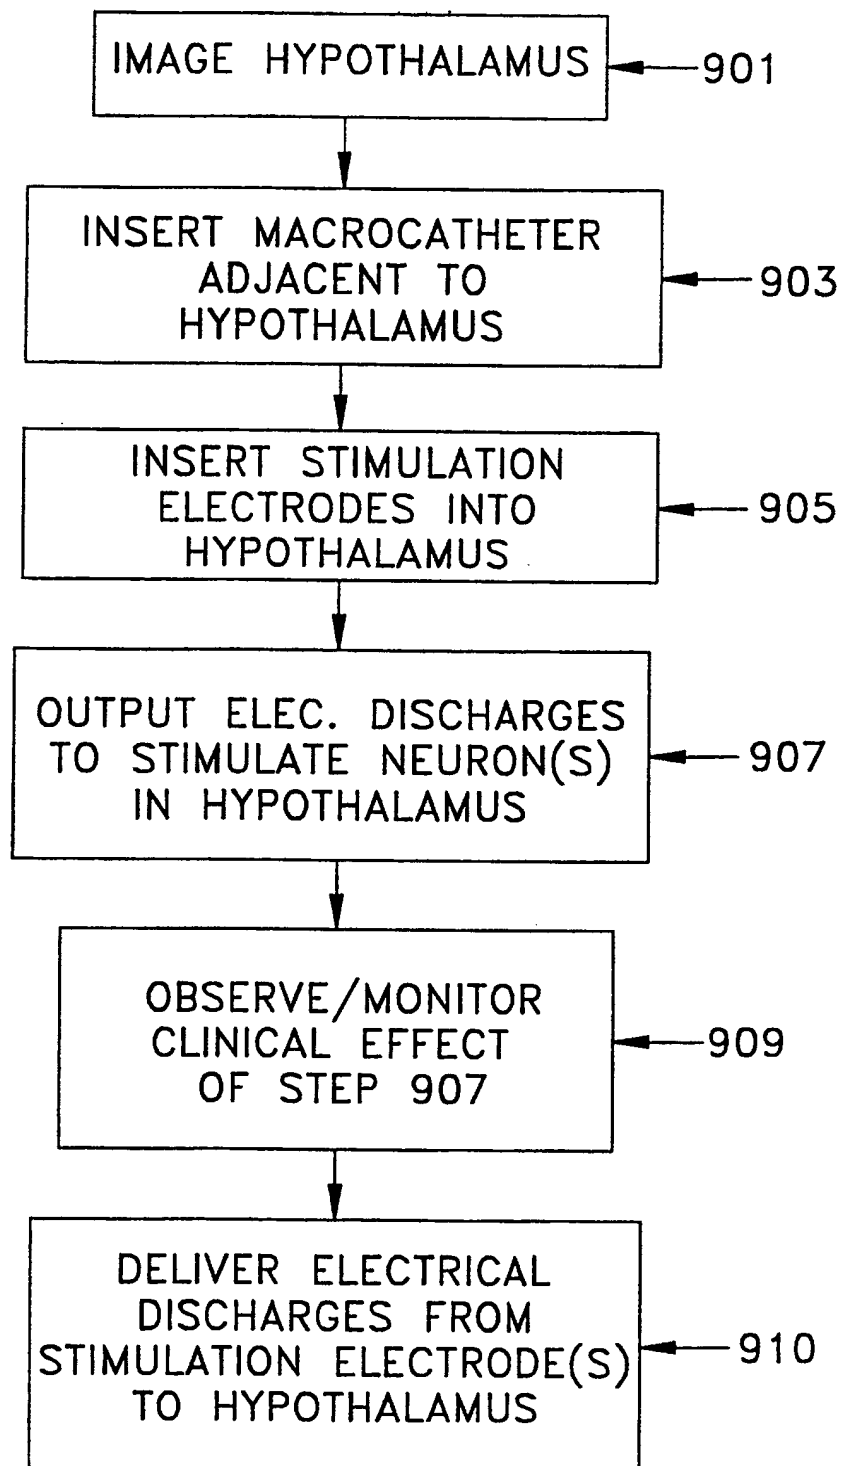 IMAGE HYPOTHALAMUS
901
INSERT MACROCATHETER
ADJACENT TO
HYPOTHALAMUS
903
INSERT STIMULATION
ELECTRODES INTO
HYPOTHALAMUS
905
OUTPUT ELEC. DISCHARGES
TO STIMULATE NEURON(S)
IN HYPOTHALAMUS
907
OBSERVE/MONITOR
CLINICAL EFFECT
OF STEP 907
909
DELIVER ELECTRICAL
DISCHARGES FROM
STIMULATION ELECTRODE(S)
TO HYPOTHALAMUS
910